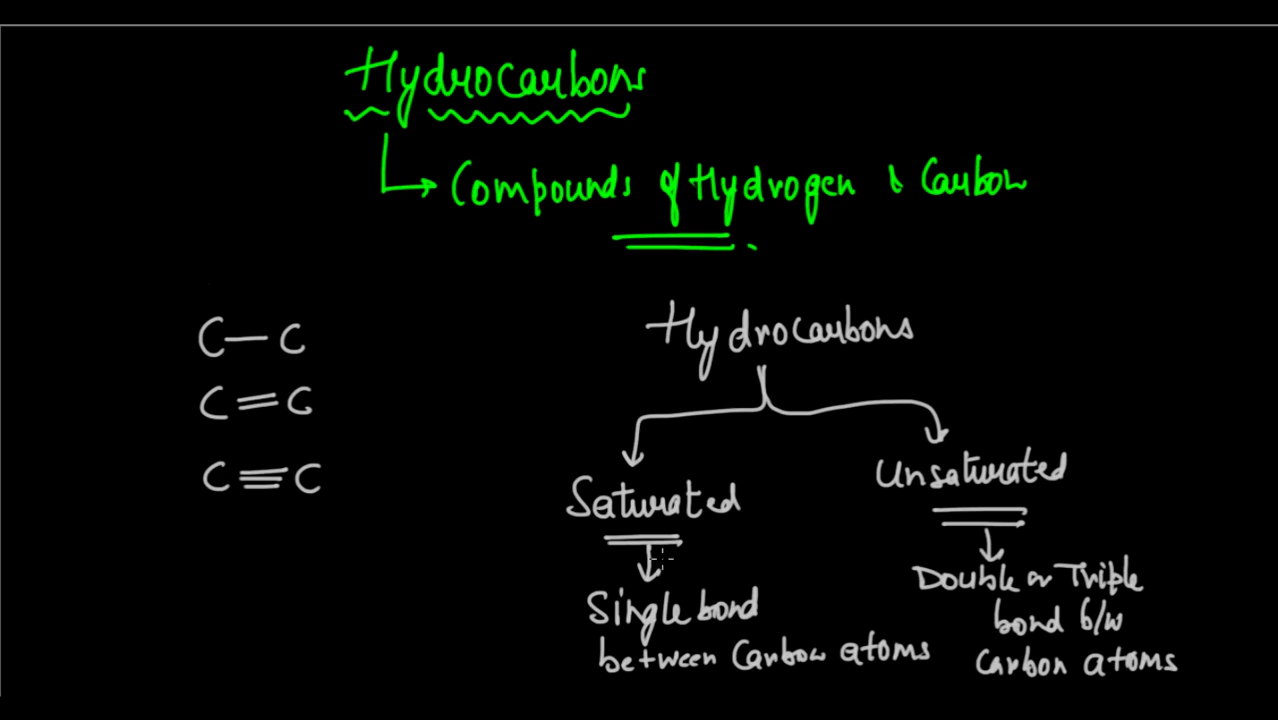 Hydrocarbons
Compounds of Hydrogen & Carbon
C — C
C = C
C ≡ C
Hydrocarbons
Saturated
Unsaturated
Single bond
between Carbon atoms
Double or Triple
bond b/w
Carbon atoms